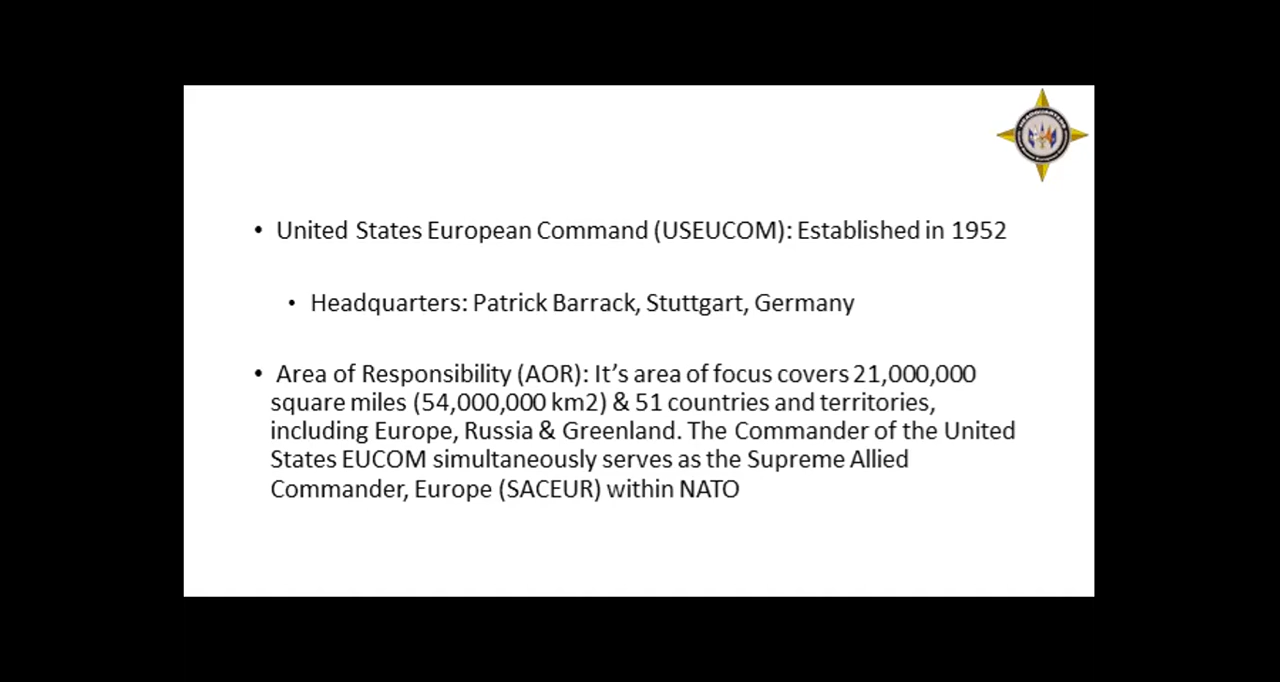 • United States European Command (USEUCOM): Established in 1952
• Headquarters: Patrick Barrack, Stuttgart, Germany
• Area of Responsibility (AOR): It’s area of focus covers 21,000,000
square miles (54,000,000 km2) & 51 countries and territories,
including Europe, Russia & Greenland. The Commander of the United
States EUCOM simultaneously serves as the Supreme Allied
Commander, Europe (SACEUR) within NATO